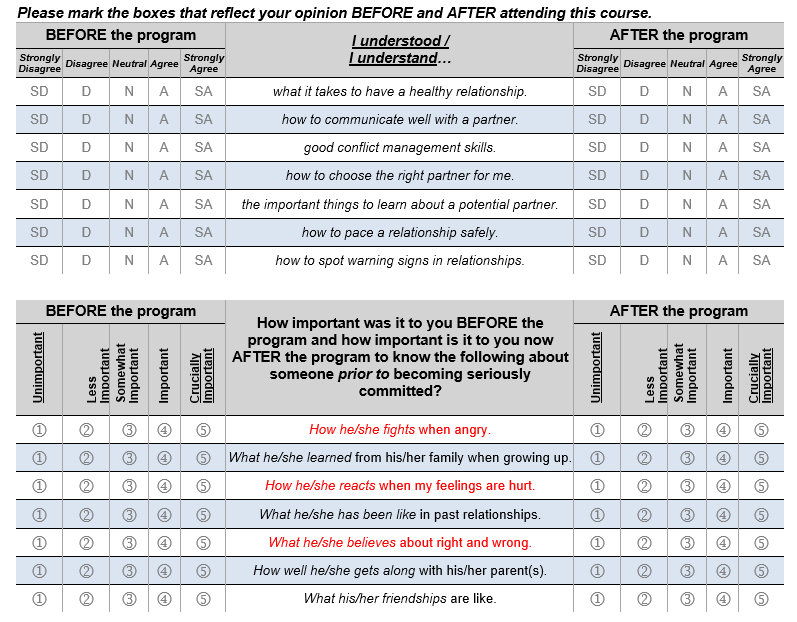 Please mark the boxes that reflect your opinion BEFORE and AFTER attending this course.
BEFORE the program I understood / I understand… AFTER the program
Strongly Disagree Disagree Neutral Agree Strongly Agree Strongly Disagree Disagree Neutral Agree Strongly Agree
SD D N A SA what it takes to have a healthy relationship. SD D N A SA
SD D N A SA how to communicate well with a partner. SD D N A SA
SD D N A SA good conflict management skills. SD D N A SA
SD D N A SA how to choose the right partner for me. SD D N A SA
SD D N A SA the important things to learn about a potential partner. SD D N A SA
SD D N A SA how to pace a relationship safely. SD D N A SA
SD D N A SA how to spot warning signs in relationships. SD D N A SA
BEFORE the program How important was it to you BEFORE the program and how important is it to you now AFTER the program to know the following about someone prior to becoming seriously committed? AFTER the program
Unimportant Less Important Somewhat Important Important Crucially Important Unimportant Less Important Somewhat Important Important Crucially Important
① ② ③ ④ ⑤ How he/she fights when angry. ① ② ③ ④ ⑤
① ② ③ ④ ⑤ What he/she learned from his/her family when growing up. ① ② ③ ④ ⑤
① ② ③ ④ ⑤ How he/she reacts when my feelings are hurt. ① ② ③ ④ ⑤
① ② ③ ④ ⑤ What he/she has been like in past relationships. ① ② ③ ④ ⑤
① ② ③ ④ ⑤ What he/she believes about right and wrong. ① ② ③ ④ ⑤
① ② ③ ④ ⑤ How well he/she gets along with his/her parent(s). ① ② ③ ④ ⑤
① ② ③ ④ ⑤ What his/her friendships are like. ① ② ③ ④ ⑤